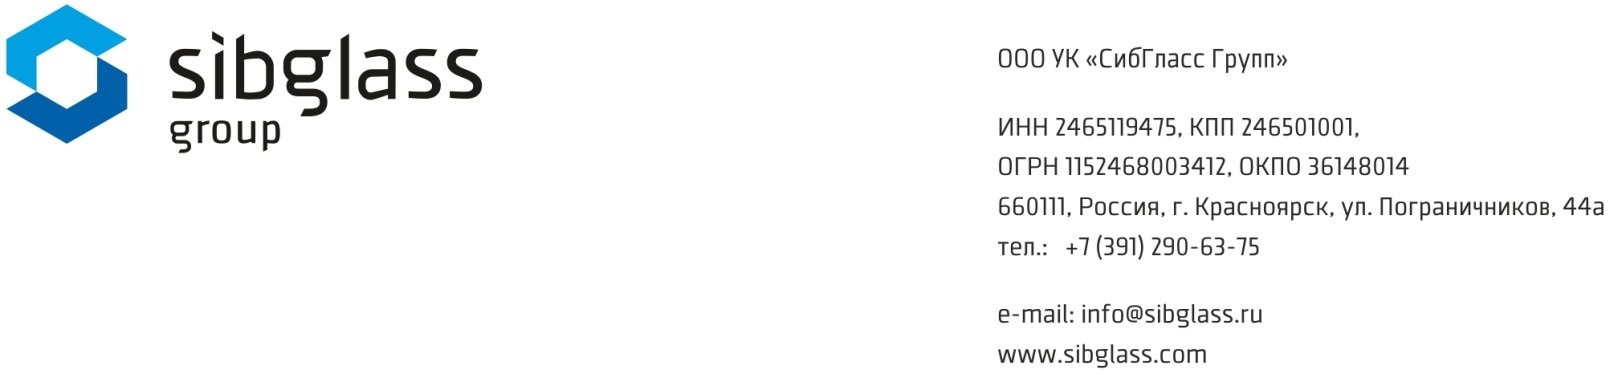 sibglass
group
ООО УК «СибГласс Групп»
ИНН 2465119475, КПП 246501001,
ОГРН 1152468003412, ОКПО 36148014
660111, Россия, г. Красноярск, ул. Пограничников, 44а
тел.: +7 (391) 290-63-75
e-mail: info@sibglass.ru
www.sibglass.com